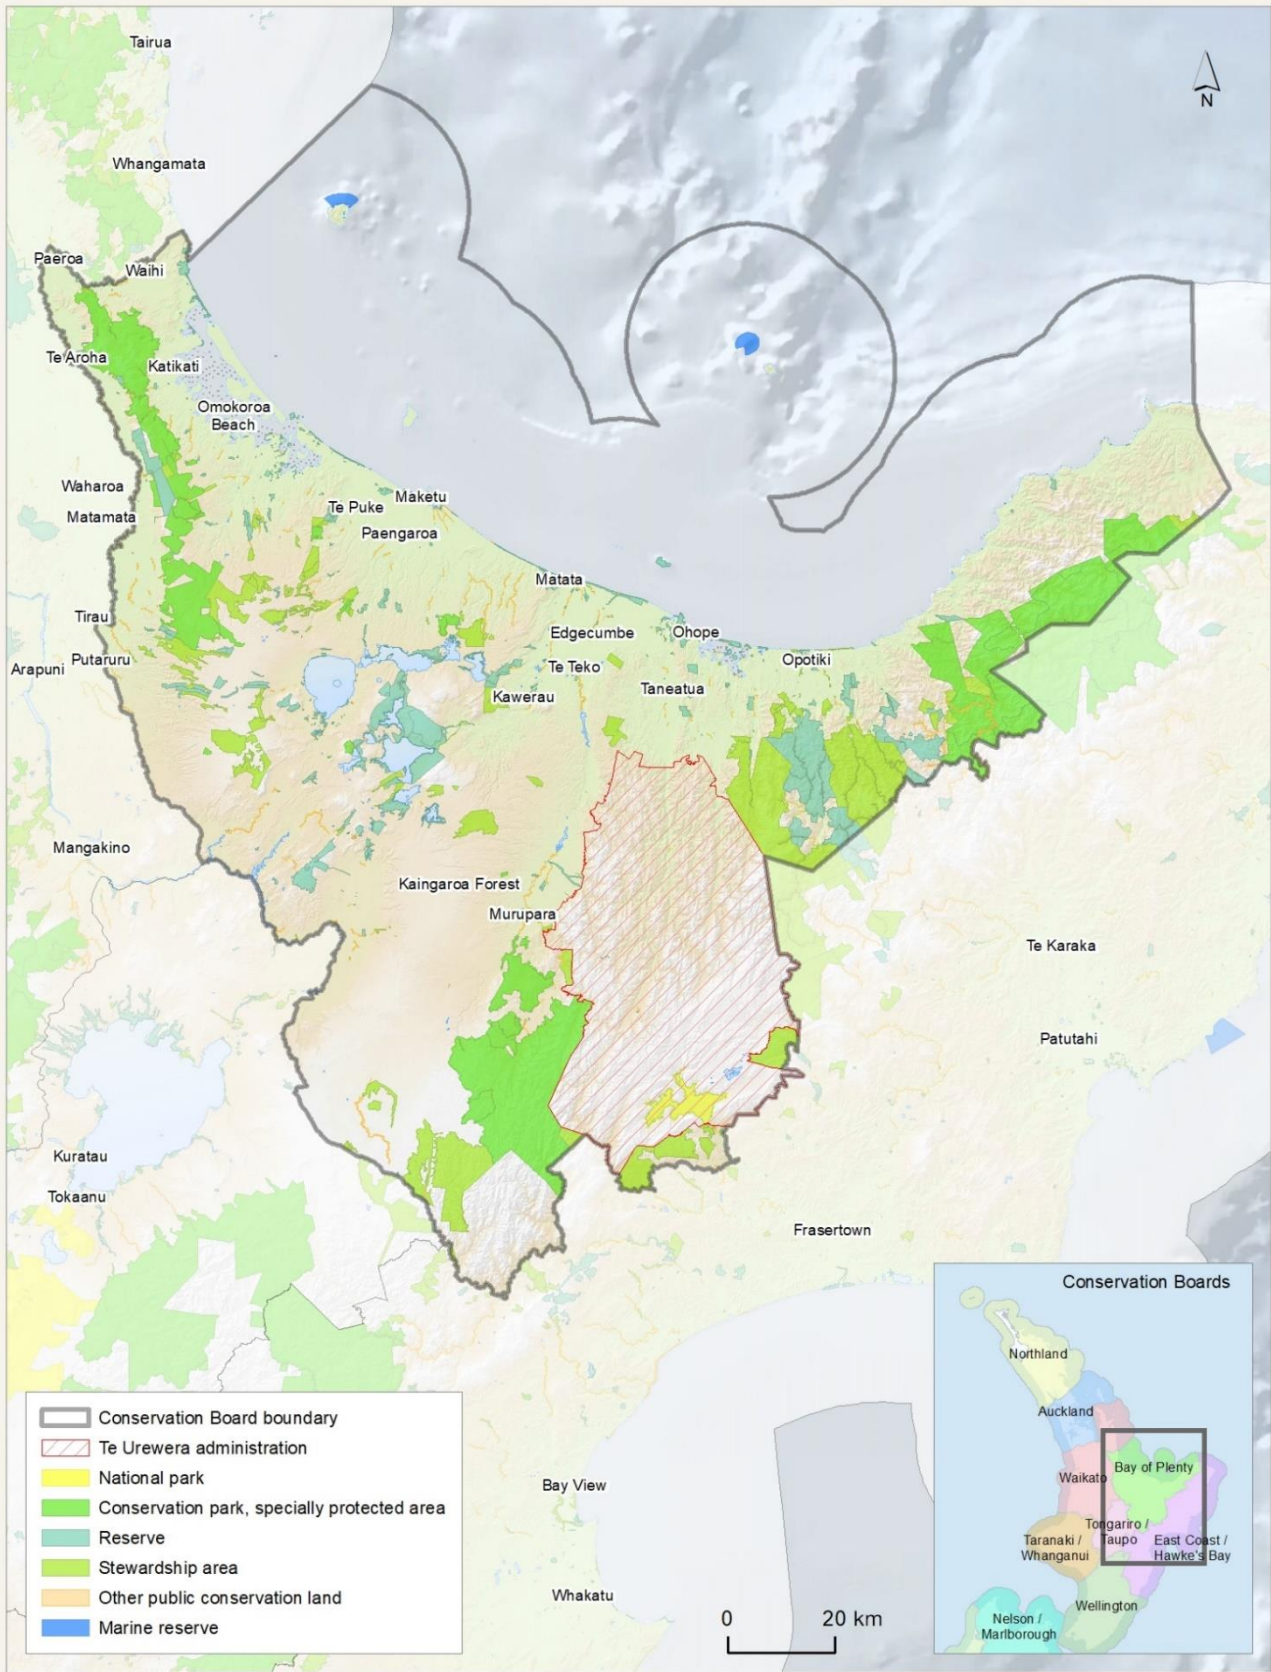 Tairua
N
Whangamata
Paeroa
Waihi
Te Aroha
Katikati
Omokoroa
Beach
Waharoa
Matamata
Te Puke
Maketu
Paengaroa
Matata
Tirau
Edgecumbe
Ohope
Arapuni
Putaruru
Te Teko
Opotiki
Kawerau
Taneatua
Mangakino
Kaingaroa Forest
Murupara
Te Karaka
Patutahi
Kuratau
Tokaanu
Frasertown
Bay View
Whakatu
Conservation Board boundary
Te Urewera administration
National park
Conservation park, specially protected area
Reserve
Stewardship area
Other public conservation land
Marine reserve
0 20 km
Conservation Boards
Northland
Auckland
Bay of Plenty
Waikato
Tongariro /
Taupo
Taranaki /
Whanganui
East Coast /
Hawke's Bay
Wellington
Nelson /
Marlborough